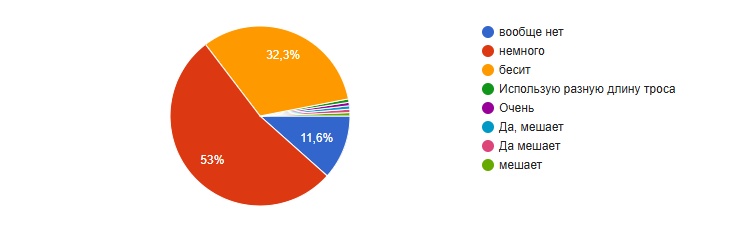 32,3%
11,6%
53%
вообще нет
немного
бесит
Использую разную длину троса
Очень
Да, мешает
Да мешает
мешает